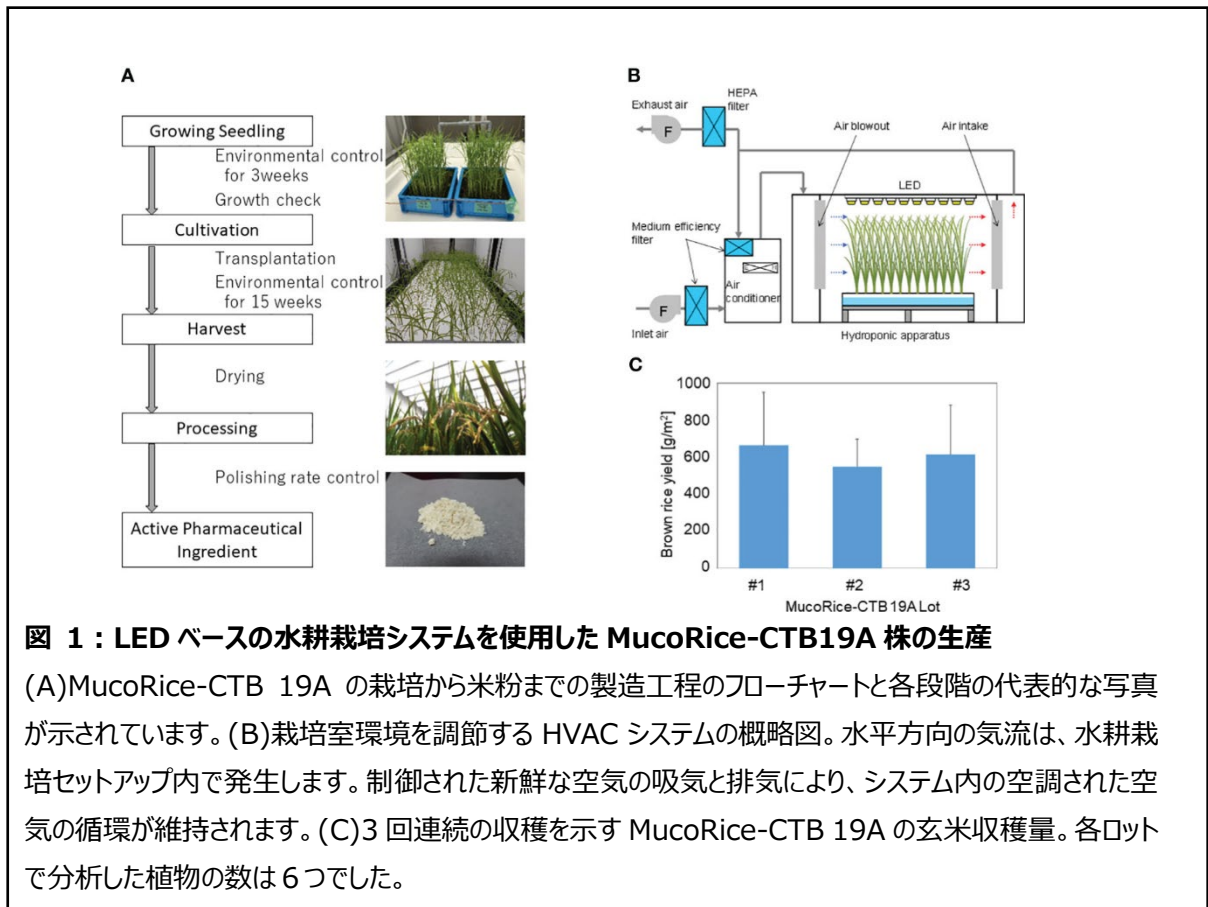 A
Growing Seedling
Environmental control
for 3weeks
Growth check
Cultivation
Transplantation
Environmental control
for 15 weeks
Harvest
Drying
Processing
Polishing rate control
Active Pharmaceutical
Ingredient
B
HEPA
filter
Exhaust air
F
Air blowout
Air intake
LED
Medium efficiency
filter
F
Air
conditioner
Inlet air
Hydroponic apparatus
C
Brown rice yield [g/m²]
1000
800
600
400
200
0
#1
#2
#3
MucoRice-CTB 19A Lot
図 1：LED ベースの水耕栽培システムを使用した MucoRice-CTB19A 株の生産
(A)MucoRice-CTB 19A の栽培から米粉までの製造工程のフローチャートと各段階の代表的な写真
が示されています。(B)栽培室環境を調節する HVAC システムの概略図。水平方向の気流は、水耕栽
培セットアップ内で発生します。制御された新鮮な空気の吸気と排気により、システム内の空調された空
気の循環が維持されます。(C)3 回連続の収穫を示す MucoRice-CTB 19A の玄米収穫量。各ロット
で分析した植物の数は 6 つでした。